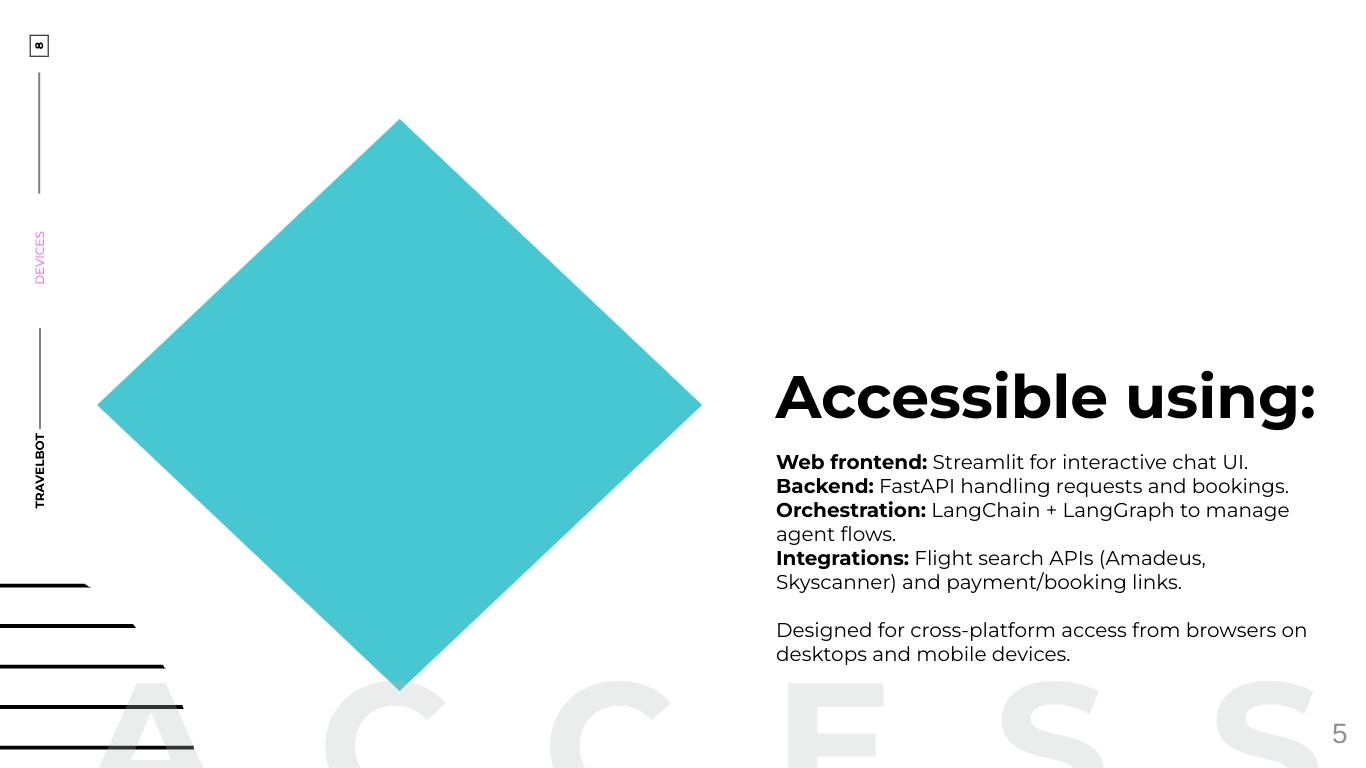 8
DEVICES
TRAVELBOT
Accessible using:
Web frontend: Streamlit for interactive chat UI.
Backend: FastAPI handling requests and bookings.
Orchestration: LangChain + LangGraph to manage
agent flows.
Integrations: Flight search APIs (Amadeus,
Skyscanner) and payment/booking links.
Designed for cross-platform access from browsers on
desktops and mobile devices.
ACCESS
5